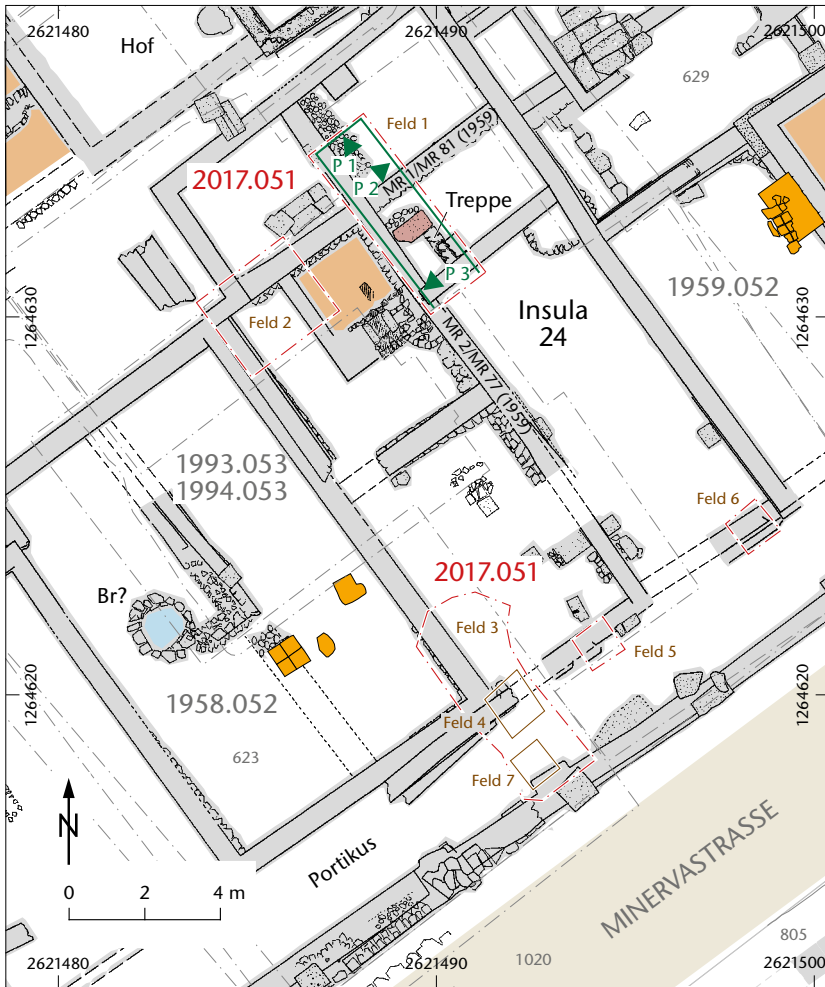 2621480
2621490
2621500
Hof
629
Feld 1
P 1
P 2
MR 1/MR 81 (1959
2017.051
Treppe
P 3
1959.052
Insula
24
1264630
1264630
Feld 2
MR 2/MR 77 (1959)
1993.053
1994.053
Feld 6
2017.051
Br?
Feld 3
Feld 5
1958.052
1264620
1264620
Feld 4
623
Feld 7
N
Portikus
MINERVASTRASSE
0 2 4 m
805
1020
2621480
2621490
2621500